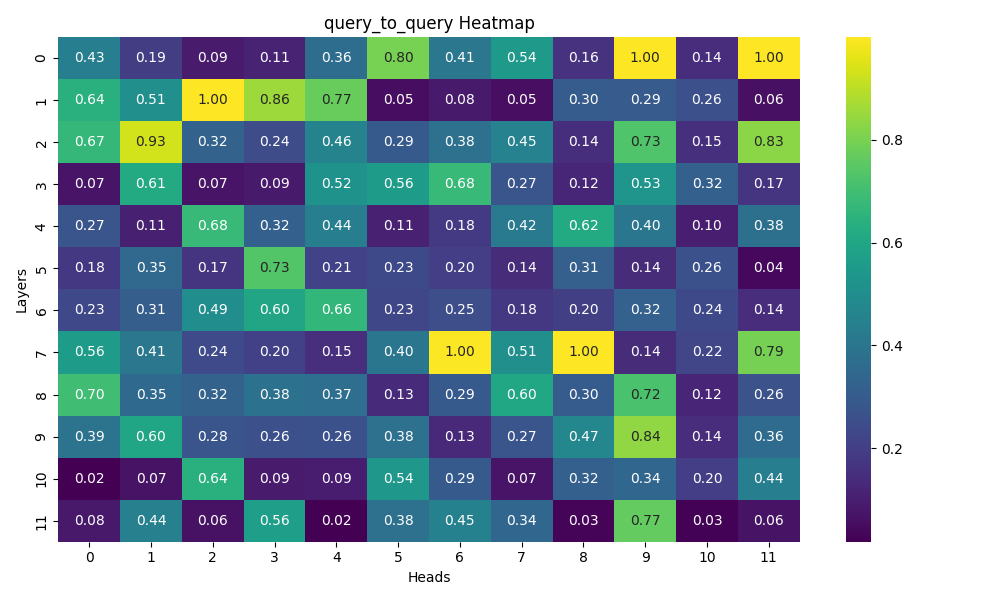 query_to_query Heatmap
0 0.43 0.19 0.09 0.11 0.36 0.80 0.41 0.54 0.16 1.00 0.14 1.00
1 0.64 0.51 1.00 0.86 0.77 0.05 0.08 0.05 0.30 0.29 0.26 0.06
2 0.67 0.93 0.32 0.24 0.46 0.29 0.38 0.45 0.14 0.73 0.15 0.83
3 0.07 0.61 0.07 0.09 0.52 0.56 0.68 0.27 0.12 0.53 0.32 0.17
4 0.27 0.11 0.68 0.32 0.44 0.11 0.18 0.42 0.62 0.40 0.10 0.38
5 0.18 0.35 0.17 0.73 0.21 0.23 0.20 0.14 0.31 0.14 0.26 0.04
6 0.23 0.31 0.49 0.60 0.66 0.23 0.25 0.18 0.20 0.32 0.24 0.14
7 0.56 0.41 0.24 0.20 0.15 0.40 1.00 0.51 1.00 0.14 0.22 0.79
8 0.70 0.35 0.32 0.38 0.37 0.13 0.29 0.60 0.30 0.72 0.12 0.26
9 0.39 0.60 0.28 0.26 0.26 0.38 0.13 0.27 0.47 0.84 0.14 0.36
10 0.02 0.07 0.64 0.09 0.09 0.54 0.29 0.07 0.32 0.34 0.20 0.44
11 0.08 0.44 0.06 0.56 0.02 0.38 0.45 0.34 0.03 0.77 0.03 0.06
0 1 2 3 4 5 6 7 8 9 10 11
Heads
Layers
0.8
0.6
0.4
0.2